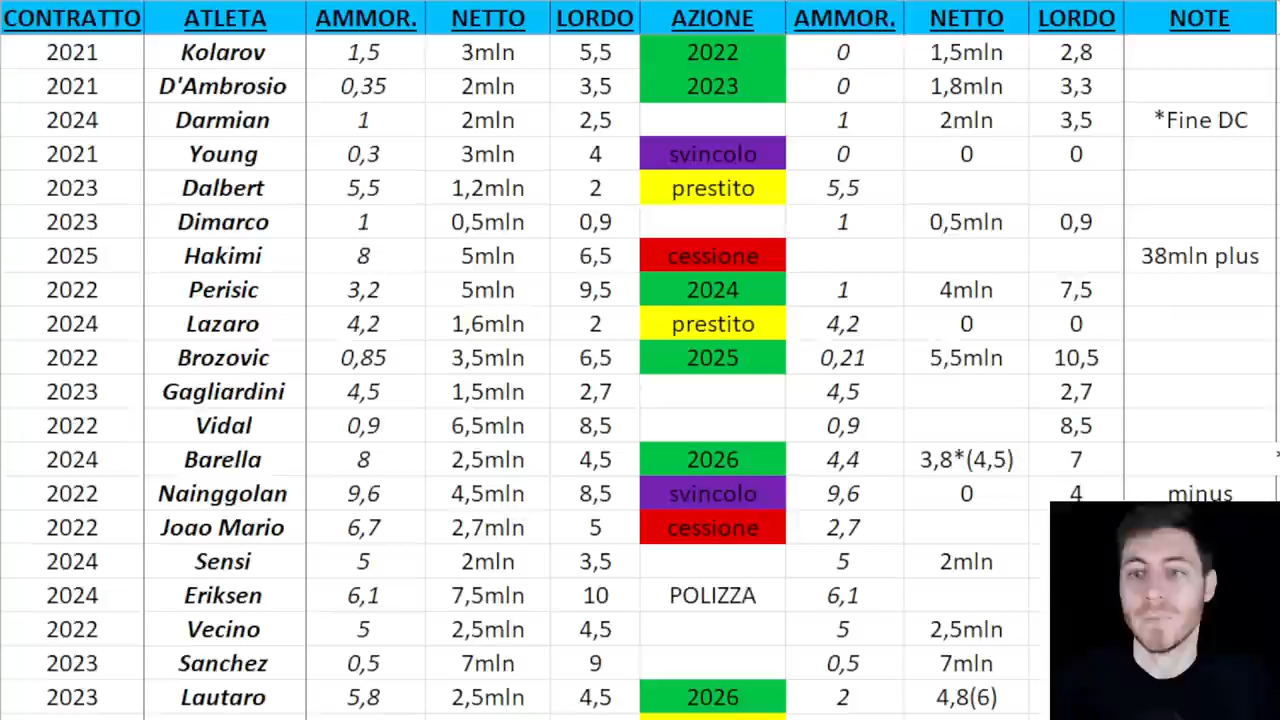 CONTRATTO ATLETA AMMOR. NETTO LORDO AZIONE AMMOR. NETTO LORDO NOTE
2021 Kolarov 1,5 3mln 5,5 2022 0 1,5mln 2,8
2021 D'Ambrosio 0,35 2mln 3,5 2023 0 1,8mln 3,3
2024 Darmian 1 2mln 2,5 1 2mln 3,5 *Fine DC
2021 Young 0,3 3mln 4 svincolo 0 0 0
2023 Dalbert 5,5 1,2mln 2 prestito 5,5
2023 Dimarco 1 0,5mln 0,9 1 0,5mln 0,9
2025 Hakimi 8 5mln 6,5 cessione 38mln plus
2022 Perisic 3,2 5mln 9,5 2024 1 4mln 7,5
2024 Lazaro 4,2 1,6mln 2 prestito 4,2 0 0
2022 Brozovic 0,85 3,5mln 6,5 2025 0,21 5,5mln 10,5
2023 Gagliardini 4,5 1,5mln 2,7 4,5 2,7
2022 Vidal 0,9 6,5mln 8,5 0,9 8,5
2024 Barella 8 2,5mln 4,5 2026 4,4 3,8*(4,5) 7 *
2022 Nainggolan 9,6 4,5mln 8,5 svincolo 9,6 0 4 minus
2022 Joao Mario 6,7 2,7mln 5 cessione 2,7
2024 Sensi 5 2mln 3,5 5 2mln
2024 Eriksen 6,1 7,5mln 10 POLIZZA 6,1
2022 Vecino 5 2,5mln 4,5 5 2,5mln
2023 Sanchez 0,5 7mln 9 0,5 7mln
2023 Lautaro 5,8 2,5mln 4,5 2026 2 4,8(6)